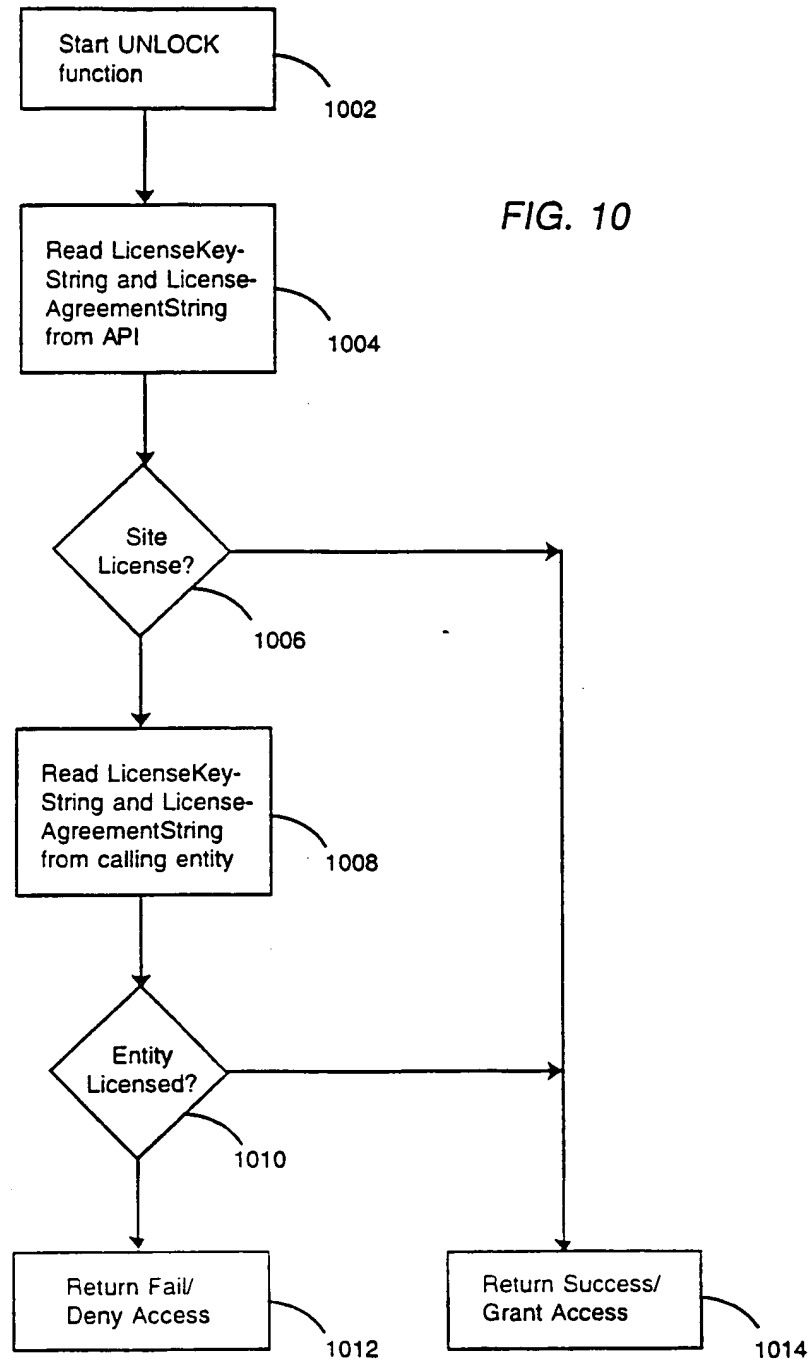 Start UNLOCK
function
1002
FIG. 10
Read LicenseKey-
String and License-
AgreementString
from API
1004
Site
License?
1006
Read LicenseKey-
String and License-
AgreementString
from calling entity
1008
Entity
Licensed?
1010
Return Fail/
Deny Access
1012
Return Success/
Grant Access
1014